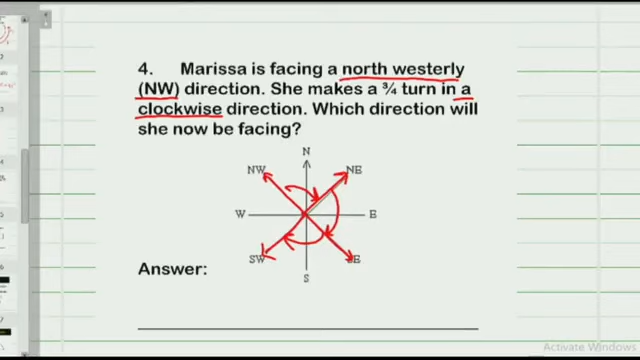 4. Marissa is facing a north westerly
(NW) direction. She makes a ¾ turn in a
clockwise direction. Which direction will
she now be facing?
N
NW NE
W E
SW
S
Answer:
Activate Windows